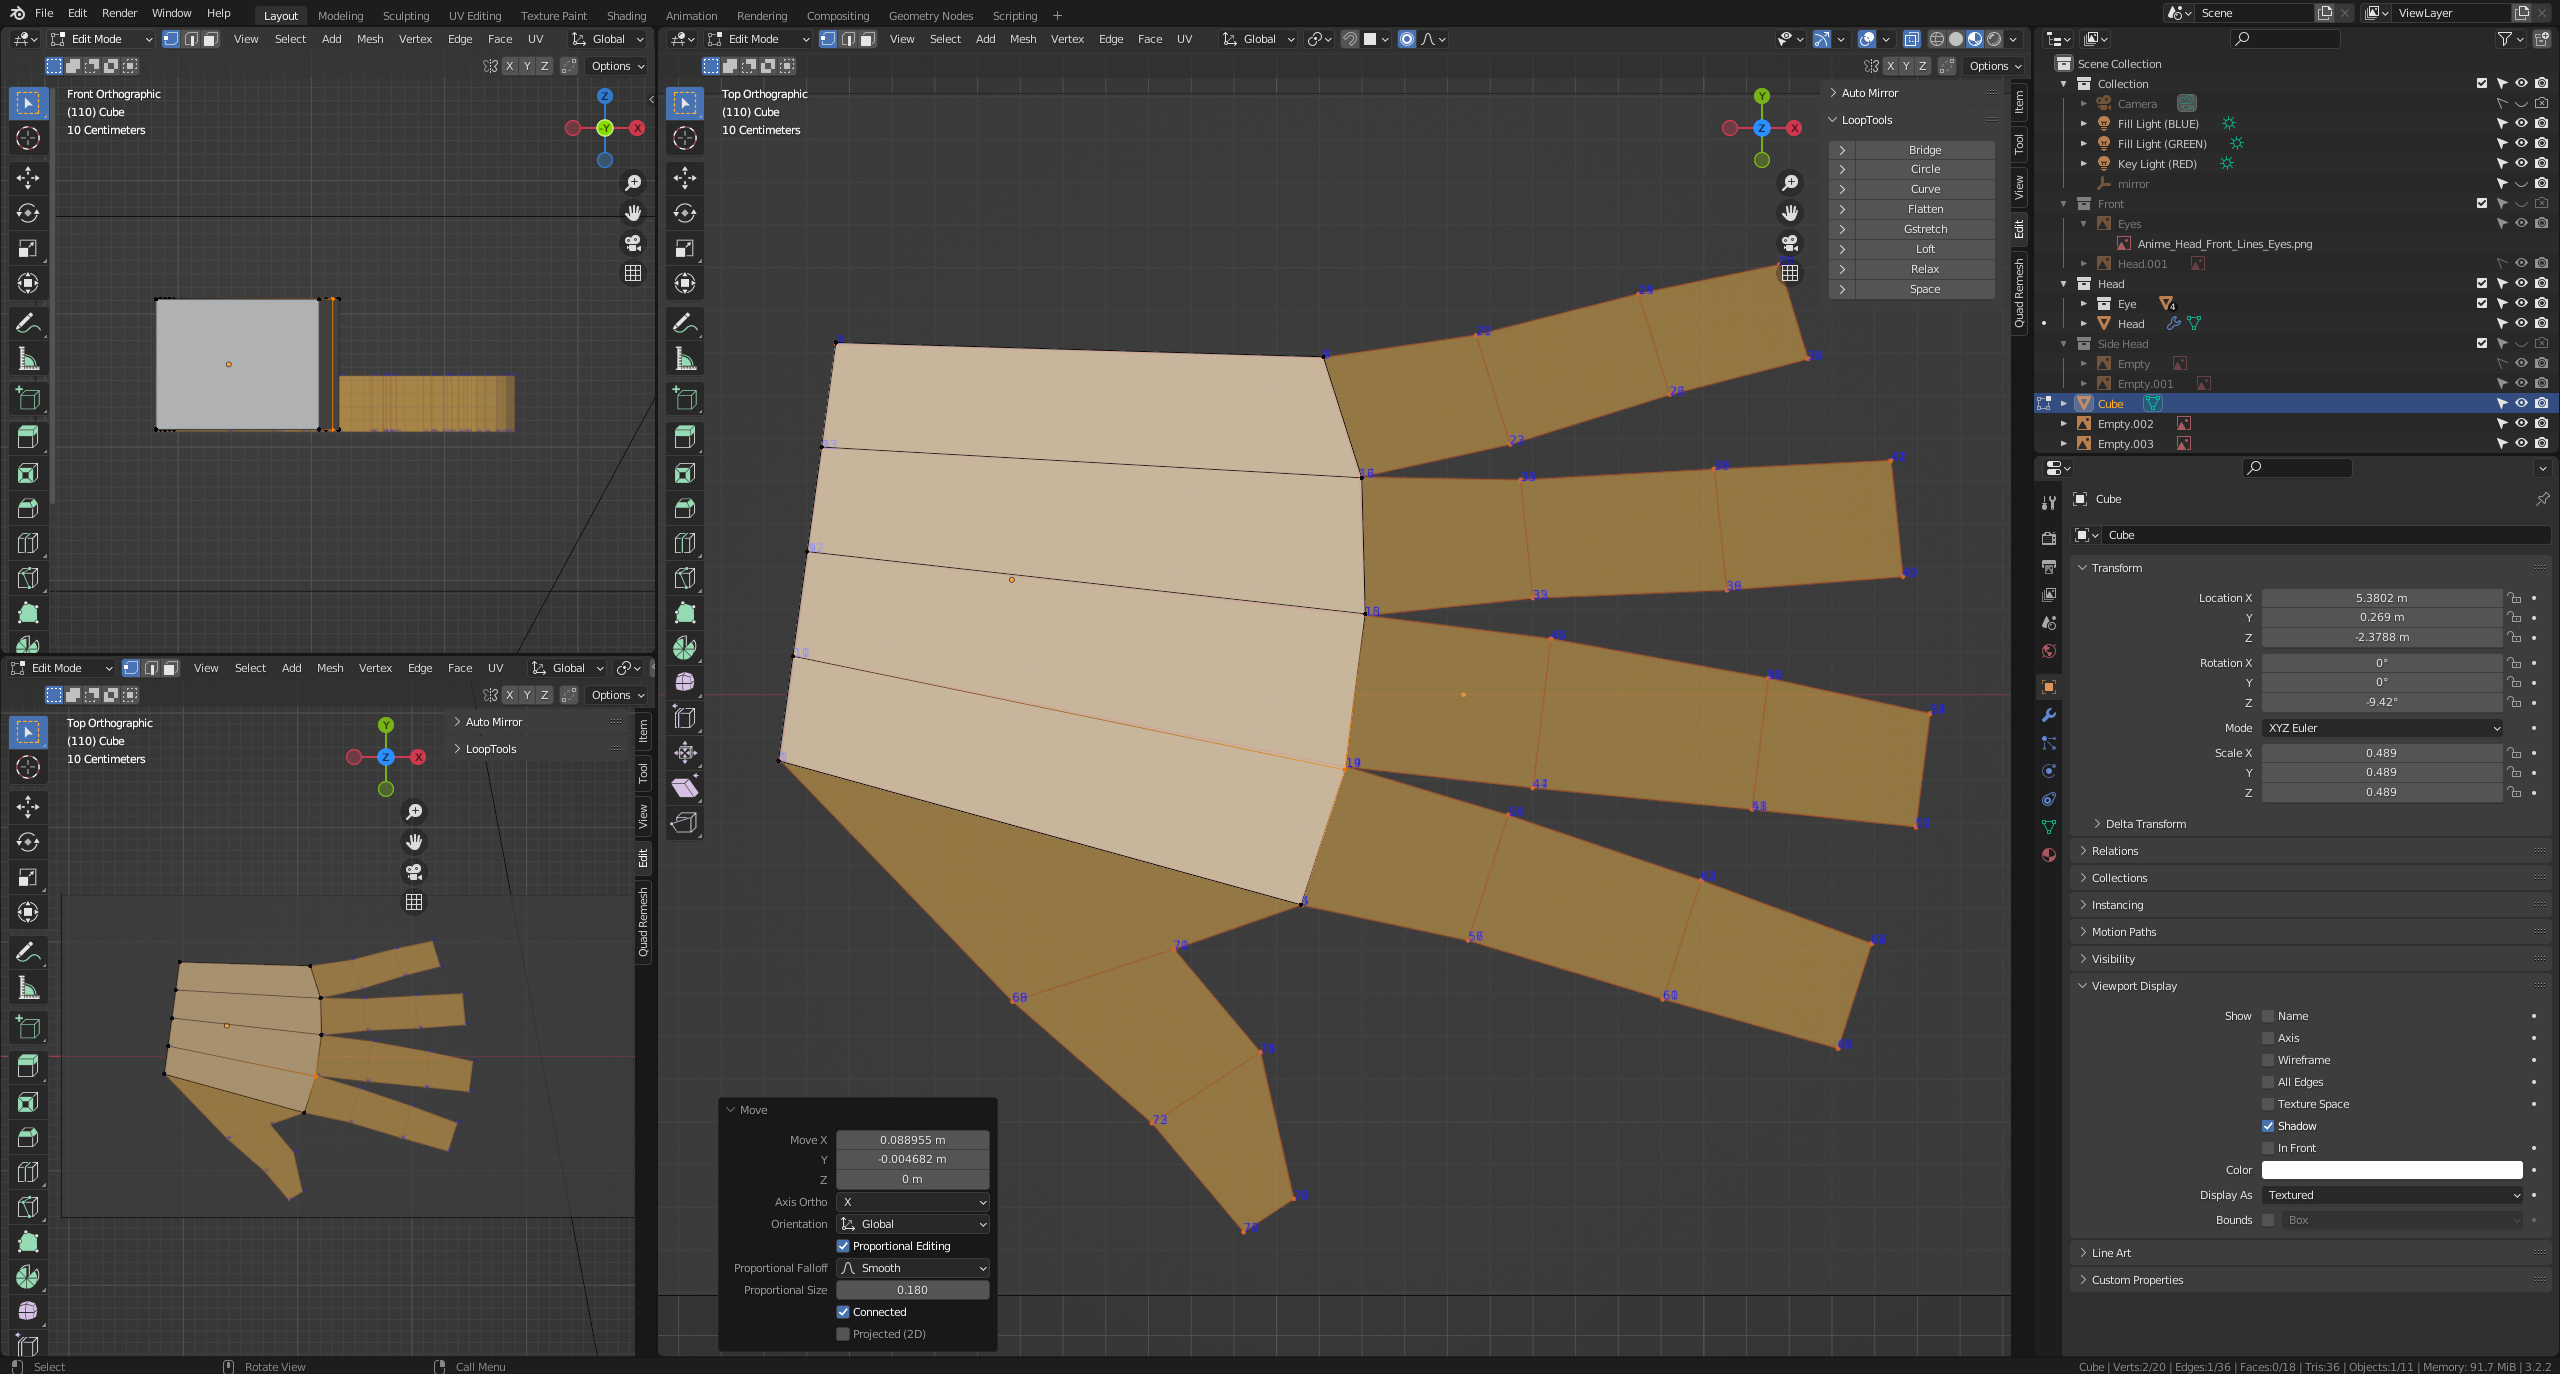 File Edit Render Window Help
Layout Modeling Sculpting UV Editing Texture Paint Shading Animation Rendering Compositing Geometry Nodes Scripting +
Scene
ViewLayer
Edit Mode View Select Add Mesh Vertex Edge Face UV Global
X Y Z Options
Front Orthographic
(110) Cube
10 Centimeters
Z
-Y
X
Edit Mode View Select Add Mesh Vertex Edge Face UV Global
X Y Z Options
Top Orthographic
(110) Cube
10 Centimeters
Y
Z
X
Auto Mirror
LoopTools
Bridge
Circle
Curve
Flatten
Gstretch
Loft
Relax
Space
Item
Tool
View
Edit
Quad Remesh
23
15
47
57
60
73
Move
Move X 0.088955 m
Y -0.004682 m
Z 0 m
Axis Ortho X
Orientation Global
Proportional Editing
Proportional Falloff Smooth
Proportional Size 0.180
Connected
Projected (2D)
Edit Mode View Select Add Mesh Vertex Edge Face UV Global
X Y Z Options
Top Orthographic
(110) Cube
10 Centimeters
Y
Z
X
Auto Mirror
LoopTools
Item
Tool
View
Edit
Quad Remesh
Scene Collection
Collection
Camera
Fill Light (BLUE)
Fill Light (GREEN)
Key Light (RED)
mirror
Front
Eyes
Anime_Head_Front_Lines_Eyes.png
Head.001
Head
Eye 4
Head
Side Head
Empty
Empty.001
Cube
Empty.002
Empty.003
Cube
Cube
Transform
Location X 5.3802 m
Y 0.269 m
Z -2.3788 m
Rotation X 0°
Y 0°
Z -9.42°
Mode XYZ Euler
Scale X 0.489
Y 0.489
Z 0.489
Delta Transform
Relations
Collections
Instancing
Motion Paths
Visibility
Viewport Display
Show Name
Axis
Wireframe
All Edges
Texture Space
Shadow
In Front
Color
Display As Textured
Bounds Box
Line Art
Custom Properties
Select Rotate View Call Menu
Cube | Verts:2/20 | Edges:1/36 | Faces:0/18 | Tris:36 | Objects:1/11 | Memory: 91.7 MiB | 3.2.2